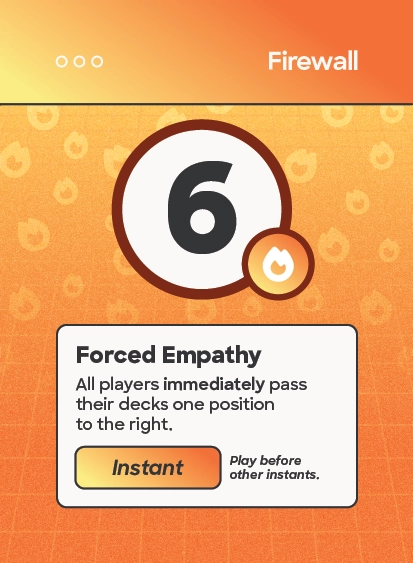 Firewall
6
Forced Empathy
All players immediately pass
their decks one position
to the right.
Instant
Play before
other instants.